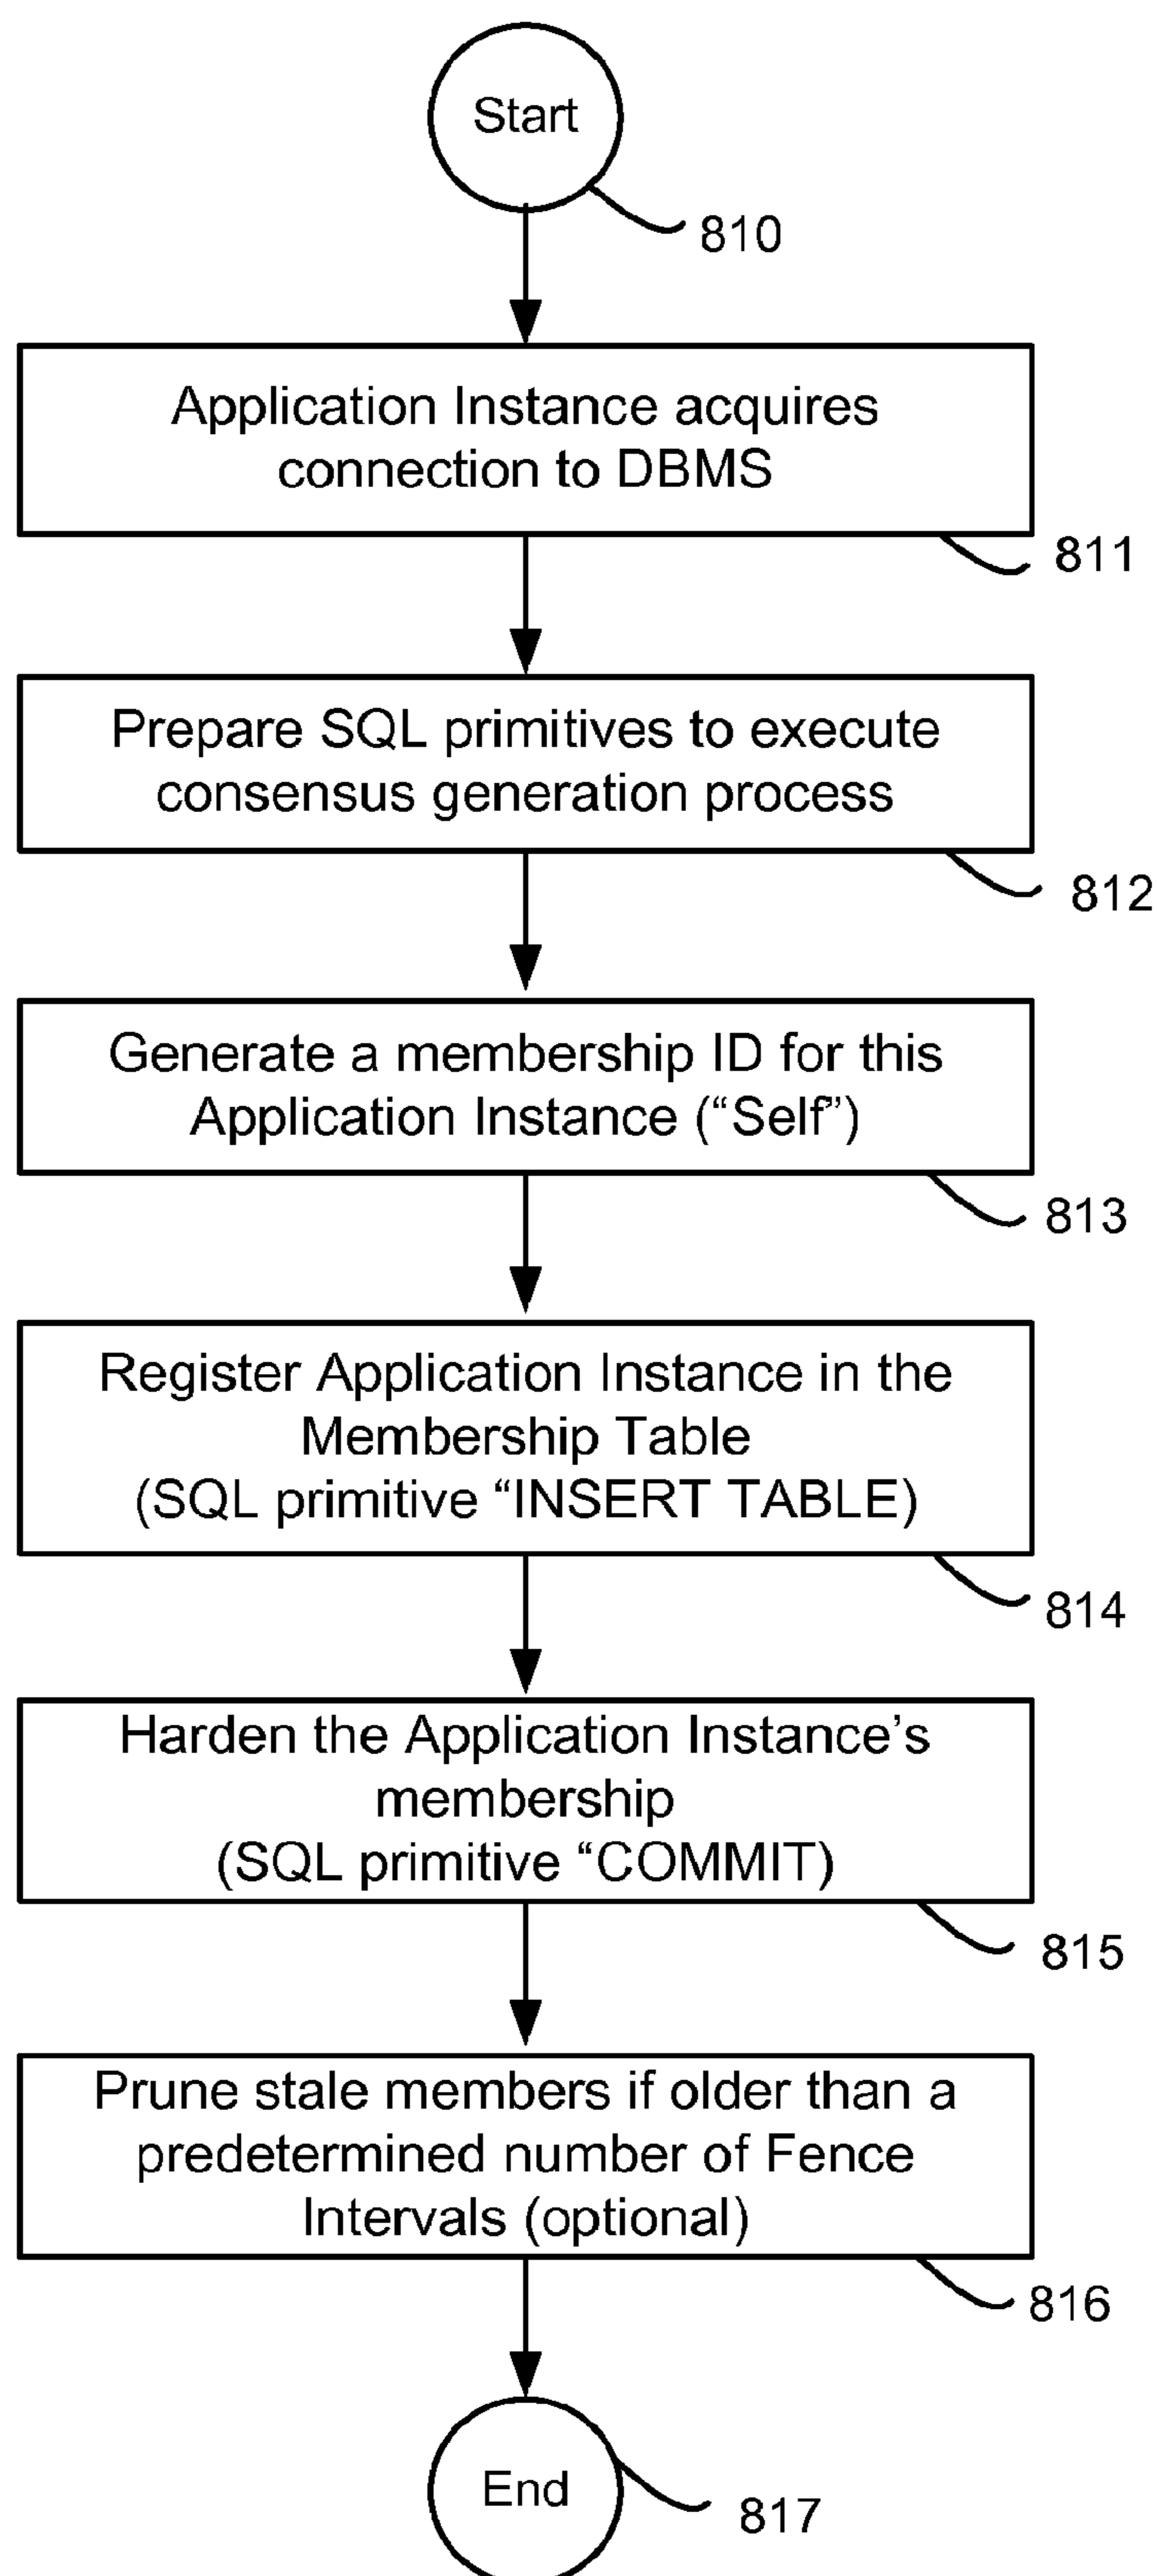 Start
810
Application Instance acquires
connection to DBMS
811
Prepare SQL primitives to execute
consensus generation process
812
Generate a membership ID for this
Application Instance (“Self”)
813
Register Application Instance in the
Membership Table
(SQL primitive “INSERT TABLE)
814
Harden the Application Instance’s
membership
(SQL primitive “COMMIT)
815
Prune stale members if older than a
predetermined number of Fence
Intervals (optional)
816
End
817